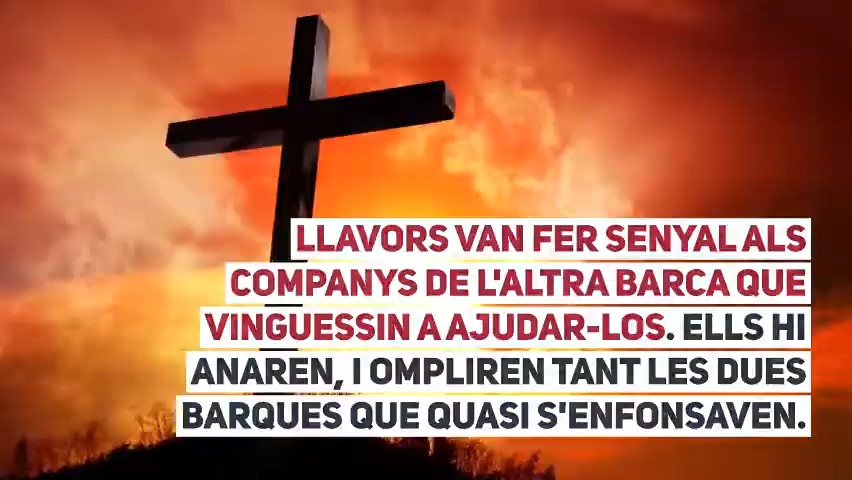 LLAVORS VAN FER SENYAL ALS
COMPANYS DE L'ALTRA BARCA QUE
VINGUESSIN A AJUDAR-LOS. ELLS HI
ANAREN, I OMPLIREN TANT LES DUES
BARQUES QUE QUASI S'ENFONSAVEN.